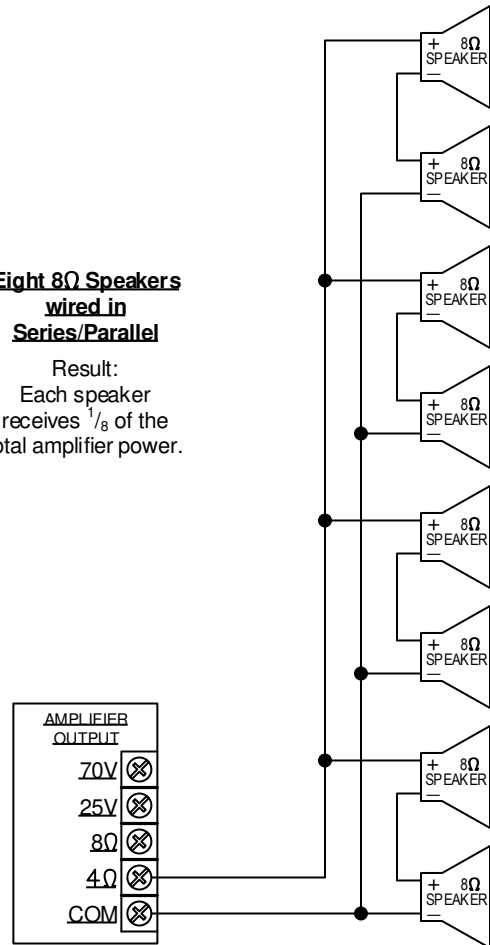 Eight 8Ω Speakers
wired in
Series/Parallel
Result:
Each speaker
receives 1/8 of the
total amplifier power.
AMPLIFIER
OUTPUT
70V
25V
8Ω
4Ω
COM
+ 8Ω
SPEAKER
—
+ 8Ω
SPEAKER
—
+ 8Ω
SPEAKER
—
+ 8Ω
SPEAKER
—
+ 8Ω
SPEAKER
—
+ 8Ω
SPEAKER
—
+ 8Ω
SPEAKER
—
+ 8Ω
SPEAKER
—